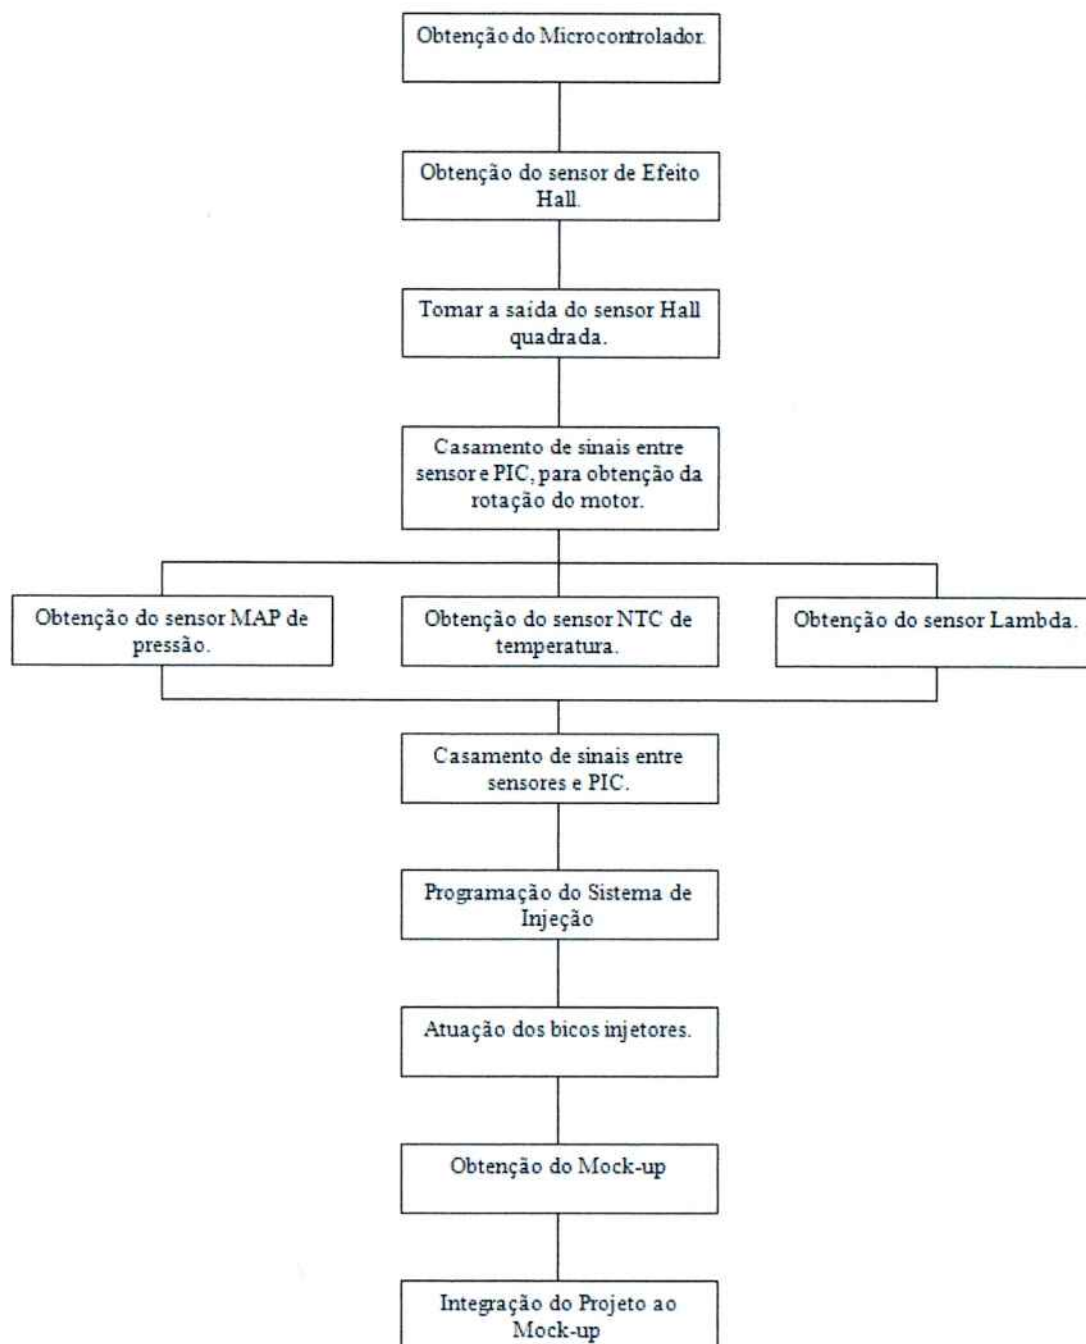 Obtenção do Microcontrolador.
Obtenção do sensor de Efeito
Hall.
Tomar a saída do sensor Hall
quadrada.
Casamento de sinais entre
sensor e PIC, para obtenção da
rotação do motor.
Obtenção do sensor MAP de
pressão.
Obtenção do sensor NTC de
temperatura.
Obtenção do sensor Lambda.
Casamento de sinais entre
sensores e PIC.
Programação do Sistema de
Injeção
Atuação dos bicos injetores.
Obtenção do Mock-up
Integração do Projeto ao
Mock-up